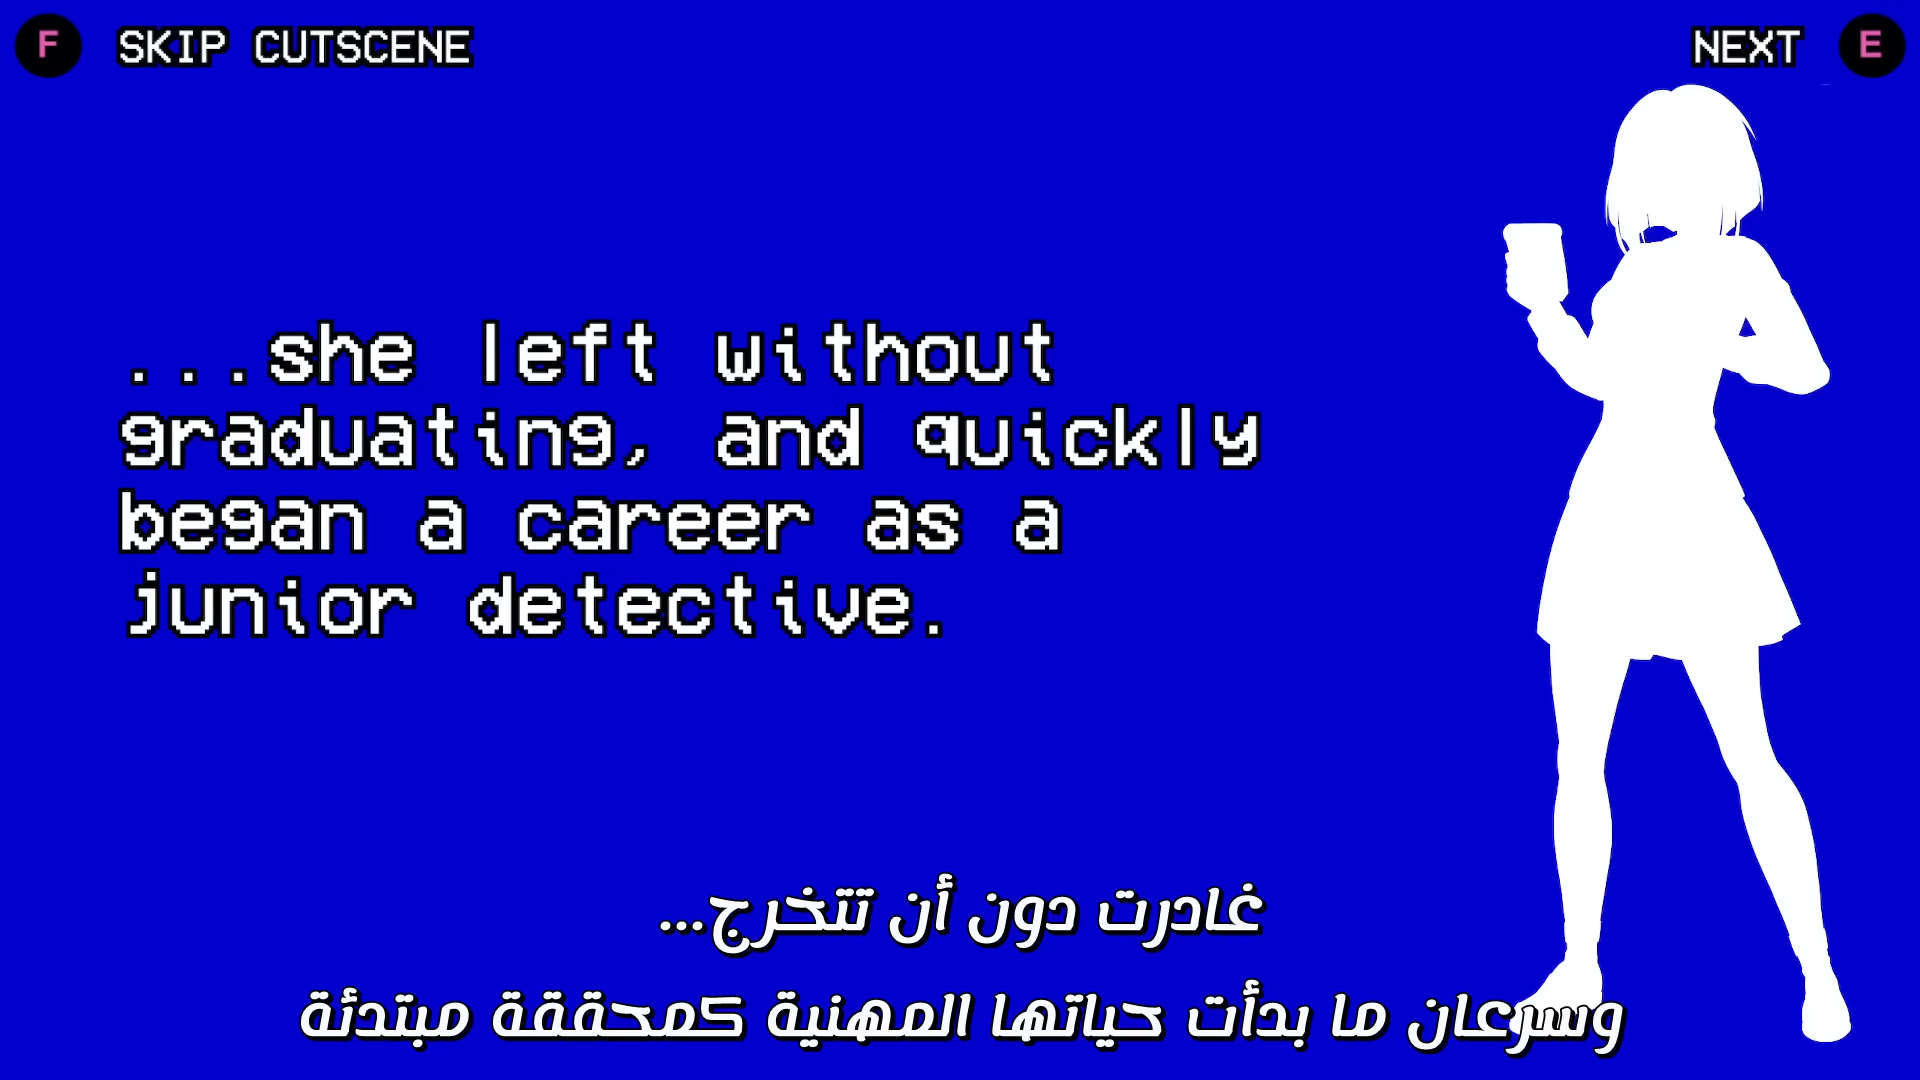 F SKIP CUTSCENE
NEXT E
...she left without
graduating, and quickly
began a career as a
junior detective.
غادرت دون أن تتخرج...
وسرعان ما بدأت حياتها المهنية كمحققة مبتدئة